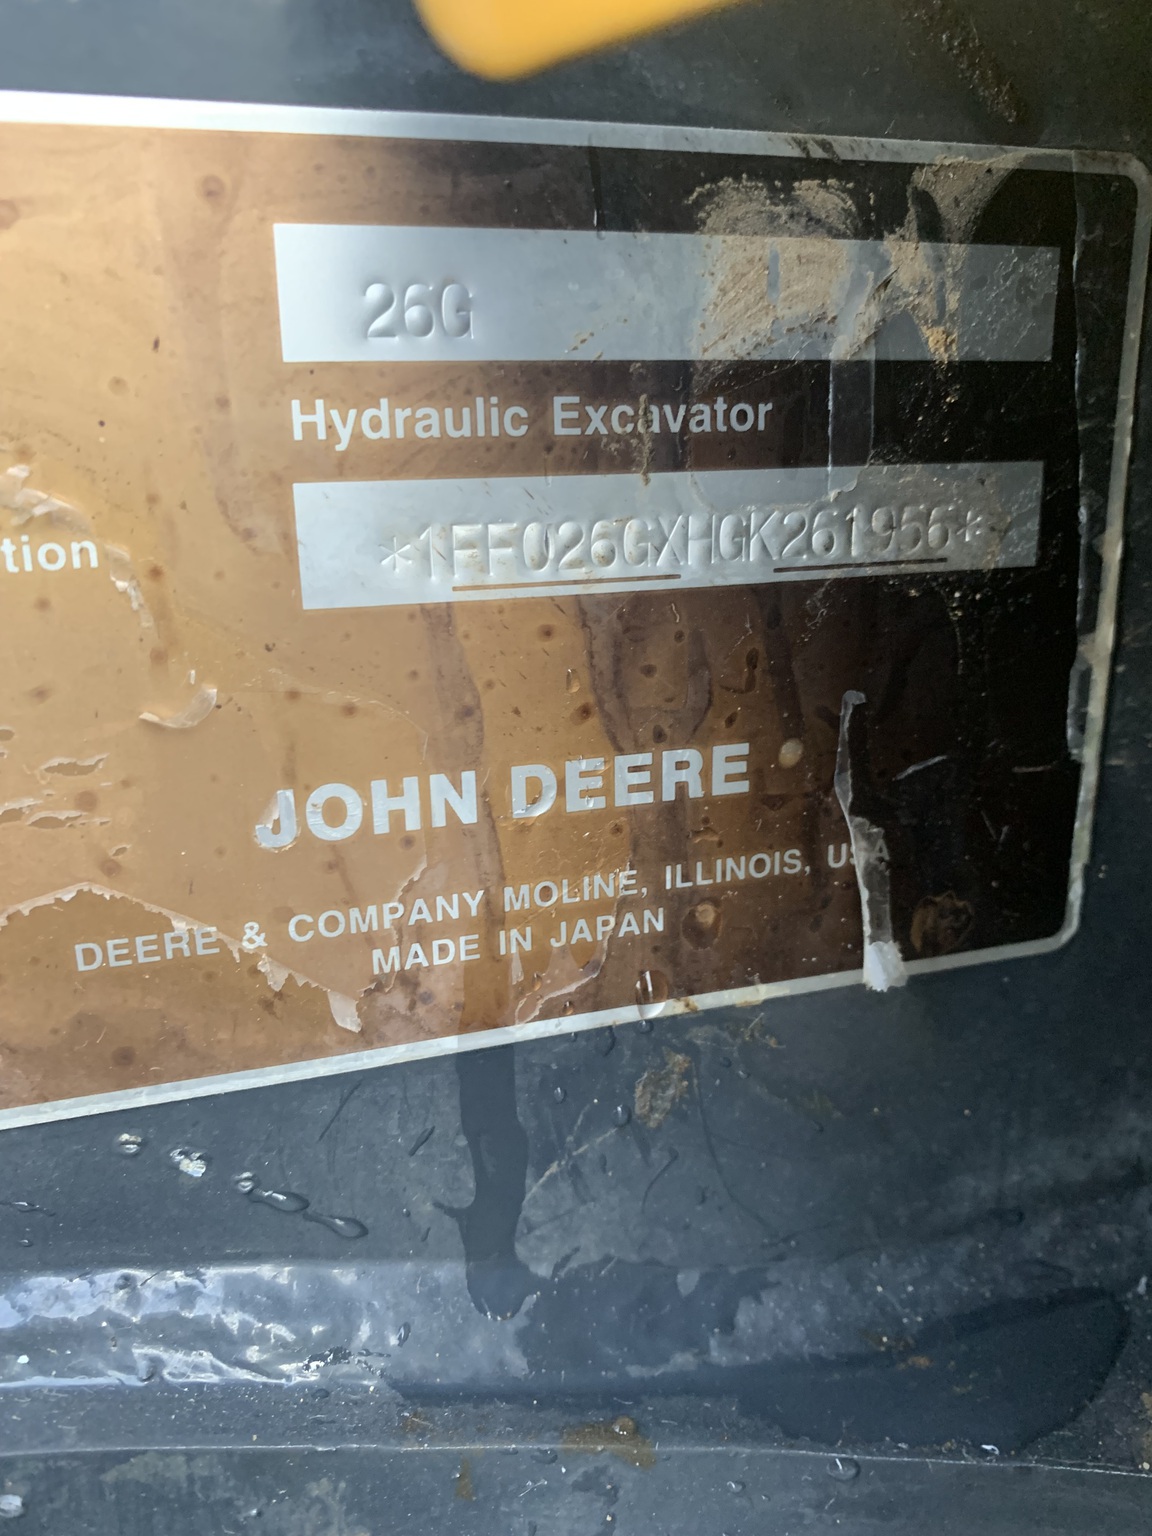 26G
Hydraulic Excavator
tion
*1FF026GXHGK261956*
JOHN DEERE
DEERE & COMPANY MOLINE, ILLINOIS, USA
MADE IN JAPAN